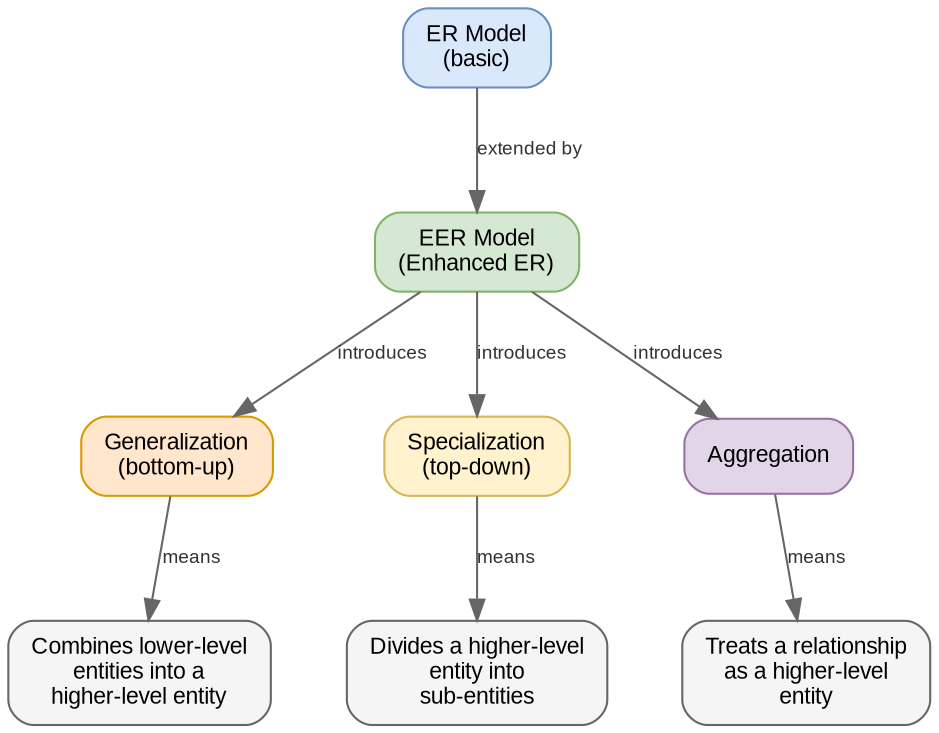 ER Model
(basic)
extended by
EER Model
(Enhanced ER)
introduces
introduces
introduces
Generalization
(bottom-up)
Specialization
(top-down)
Aggregation
means
means
means
Combines lower-level
entities into a
higher-level entity
Divides a higher-level
entity into
sub-entities
Treats a relationship
as a higher-level
entity